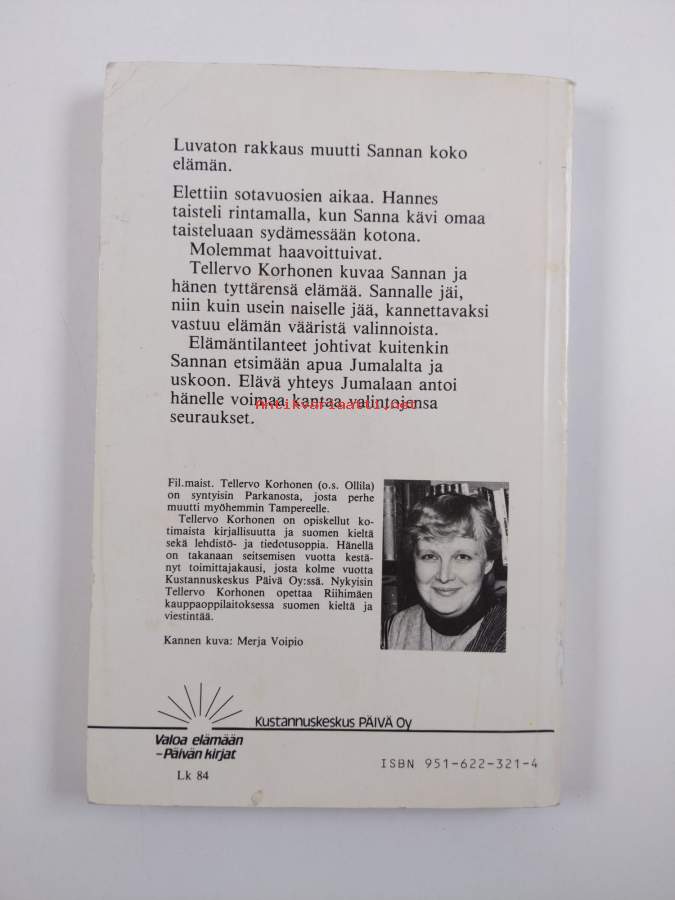 Luvaton rakkaus muutti Sannan koko
elämän.
Elettiin sotavuosien aikaa. Hannes
taisteli rintamalla, kun Sanna kävi omaa
taisteluaan sydämessään kotona.
Molemmat haavoittuivat.
Tellervo Korhonen kuvaa Sannan ja
hänen tyttärensä elämää. Sannalle jäi,
niin kuin usein naiselle jää, kannettavaksi
vastuu elämän vääristä valinnoista.
Elämäntilanteet johtivat kuitenkin
Sannan etsimään apua Jumalalta ja
uskoon. Elävä yhteys Jumalaan antoi
hänelle voimaa kantaa valintojensa
Antikvariaatti.net
seuraukset.
Fil.maist. Tellervo Korhonen (o.s. Ollila)
on syntyisin Parkanosta, josta perhe
muutti myöhemmin Tampereelle.
Tellervo Korhonen on opiskellut ko-
timaista kirjallisuutta ja suomen kieltä
sekä lehdistö- ja tiedotusoppia. Hänellä
on takanaan seitsemisen vuotta kestä-
nyt toimittajakausi, josta kolme vuotta
Kustannuskeskus Päivä Oy:ssä. Nykyisin
Tellervo Korhonen opettaa Riihimäen
kauppaoppilaitoksessa suomen kieltä ja
viestintää.
Kannen kuva: Merja Voipio
Kustannuskeskus PÄIVÄ Oy
Valoa elämään
–Päivän kirjat
Lk 84
ISBN 951-622-321-4